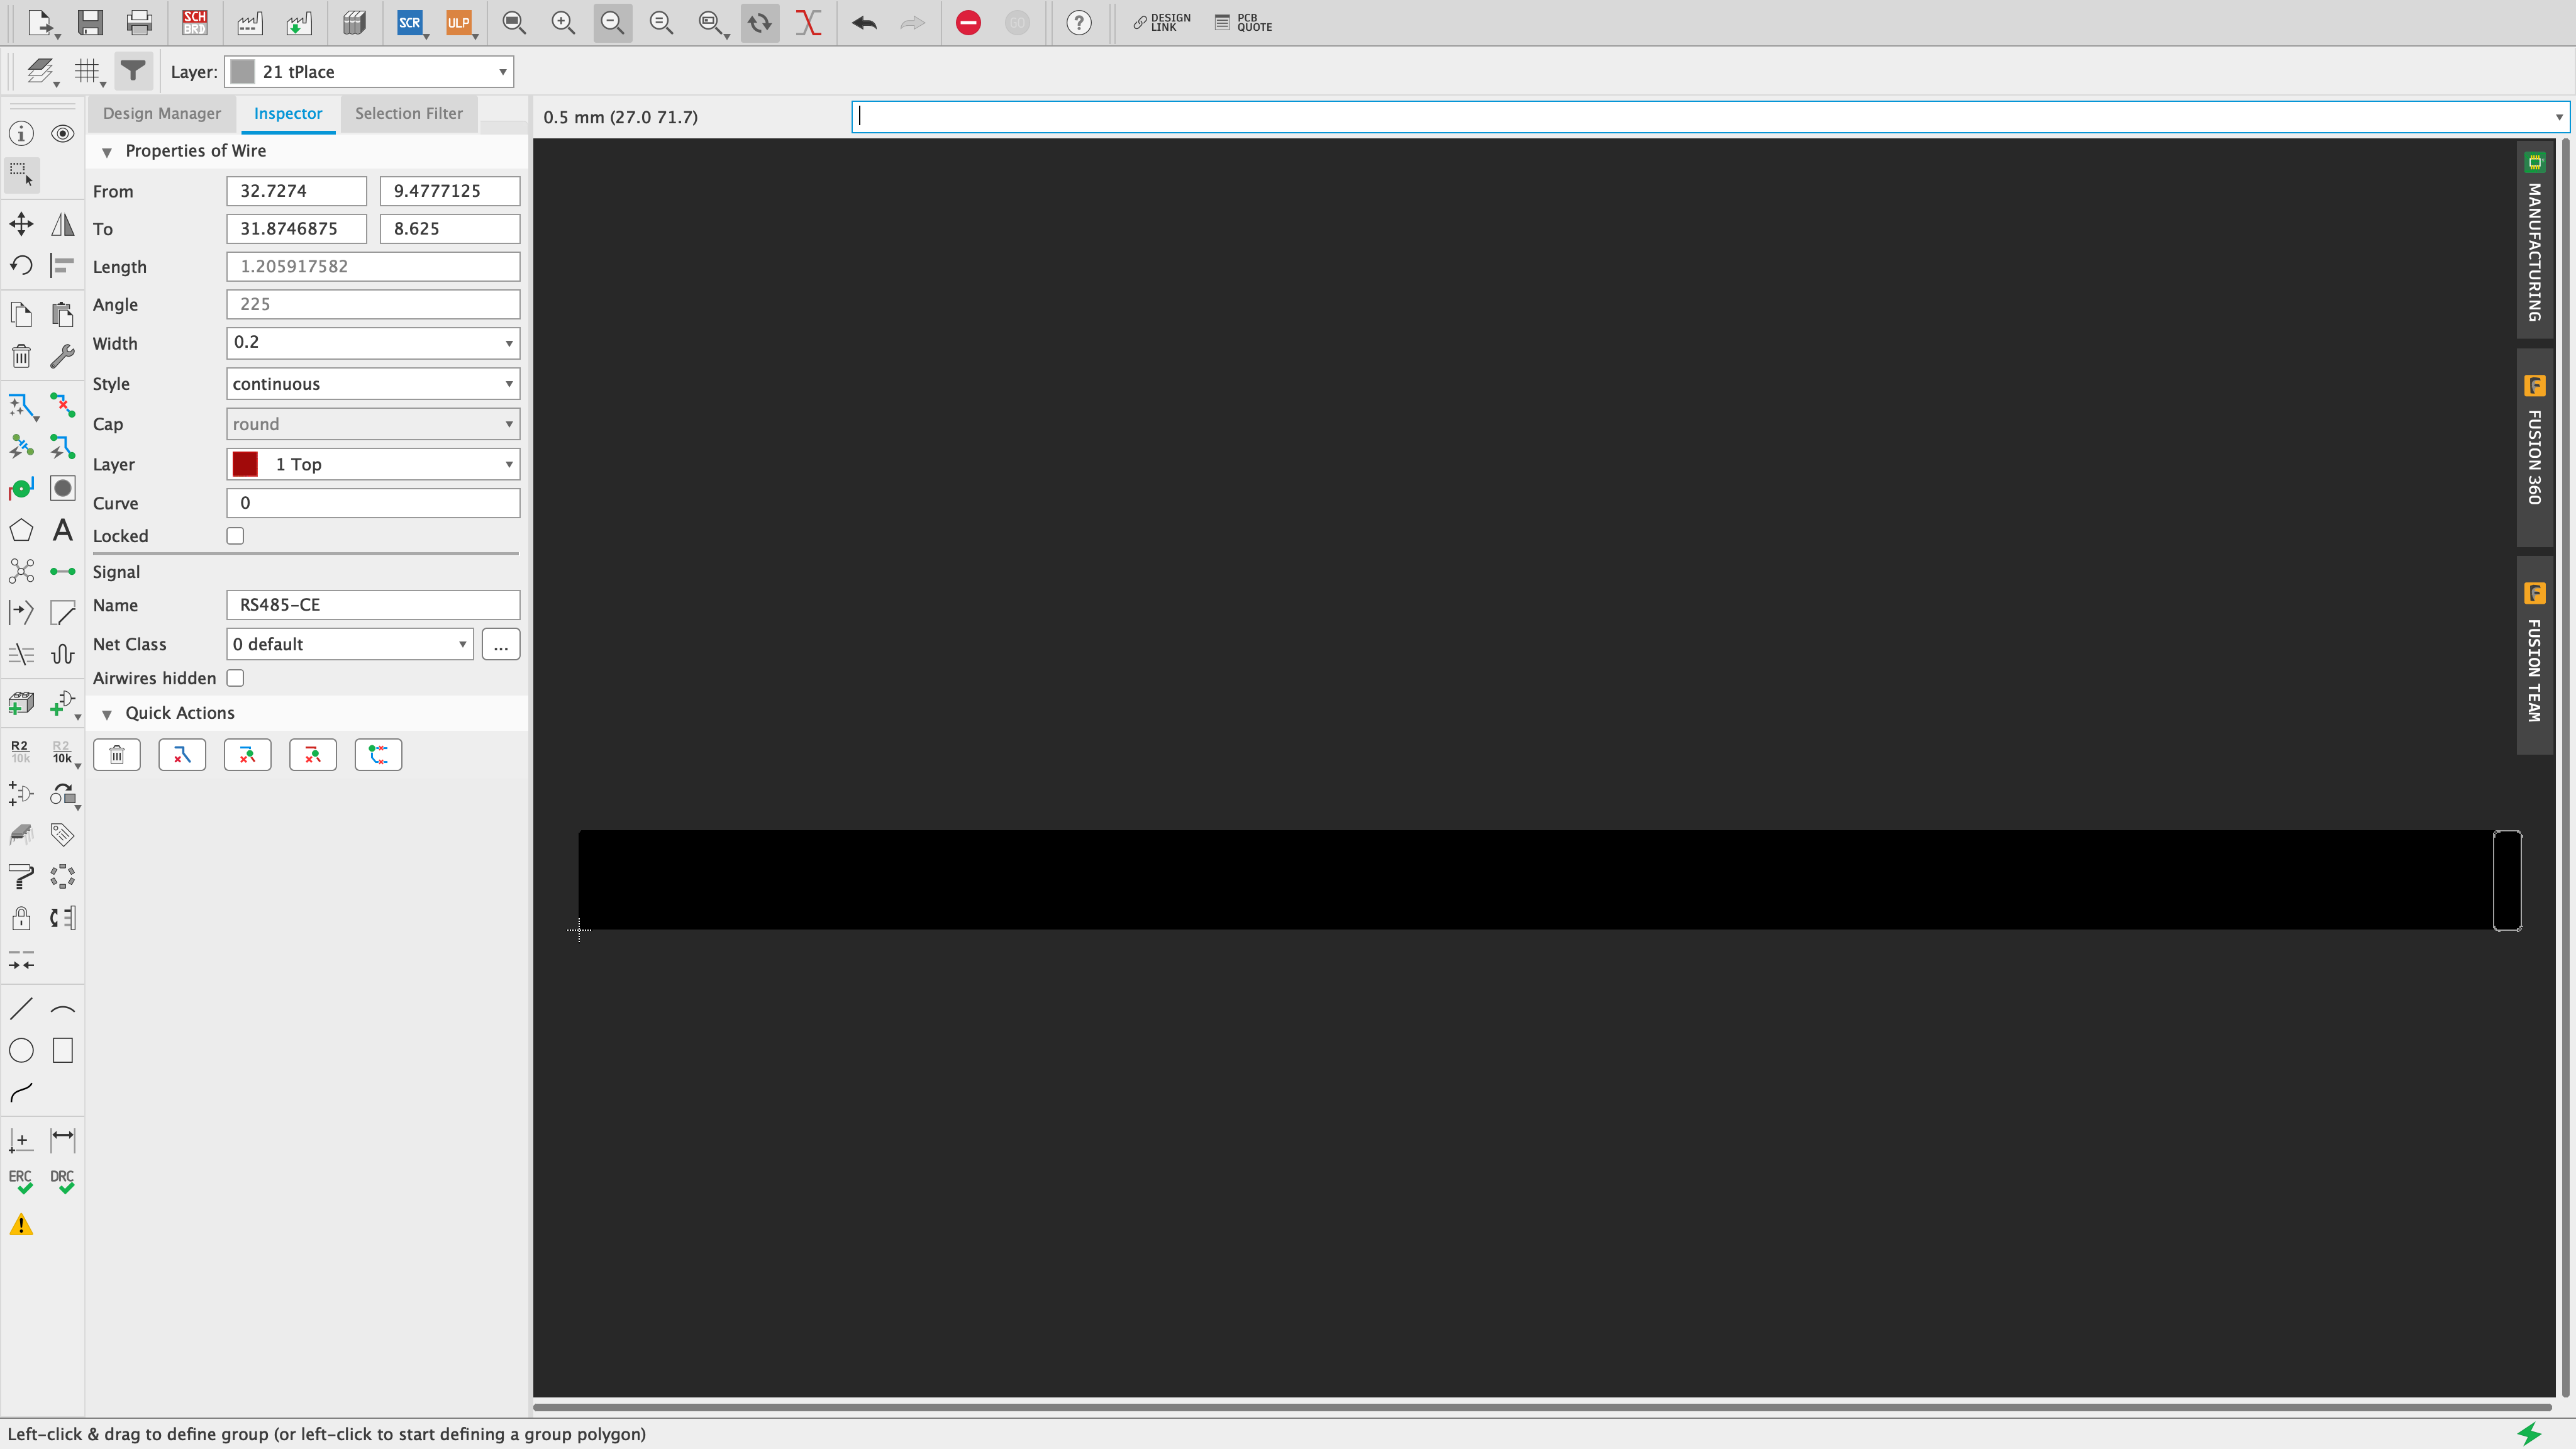 SCH
BRD
SCR
ULP
GO
?
DESIGN
LINK
PCB
QUOTE
Layer:
21 tPlace
Design Manager
Inspector
Selection Filter
0.5 mm (27.0 71.7)
Properties of Wire
From
32.7274
9.4777125
To
31.8746875
8.625
Length
1.205917582
Angle
225
Width
0.2
Style
continuous
Cap
round
Layer
1 Top
Curve
0
Locked
Signal
Name
RS485-CE
Net Class
0 default
...
Airwires hidden
Quick Actions
A
R2
10k
R2
10k
ERC
DRC
MANUFACTURING
F
FUSION 360
F
FUSION TEAM
Left-click & drag to define group (or left-click to start defining a group polygon)